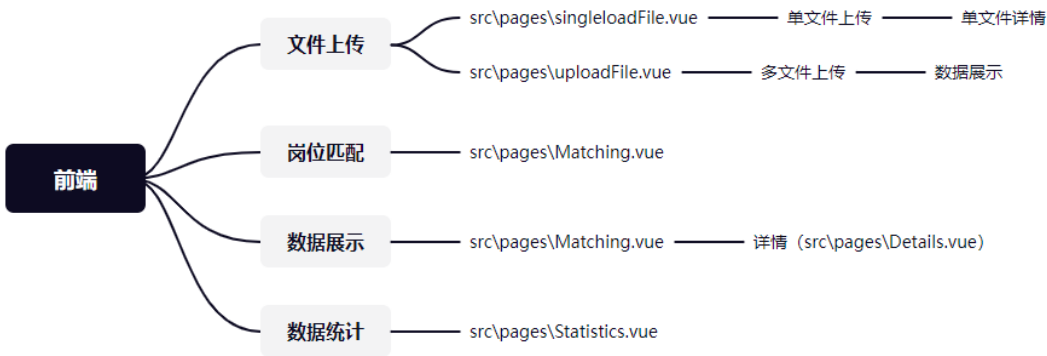 前端
文件上传
src\pages\singleloadFile.vue
单文件上传
单文件详情
src\pages\uploadFile.vue
多文件上传
数据展示
岗位匹配
src\pages\Matching.vue
数据展示
src\pages\Matching.vue
详情（src\pages\Details.vue）
数据统计
src\pages\Statistics.vue